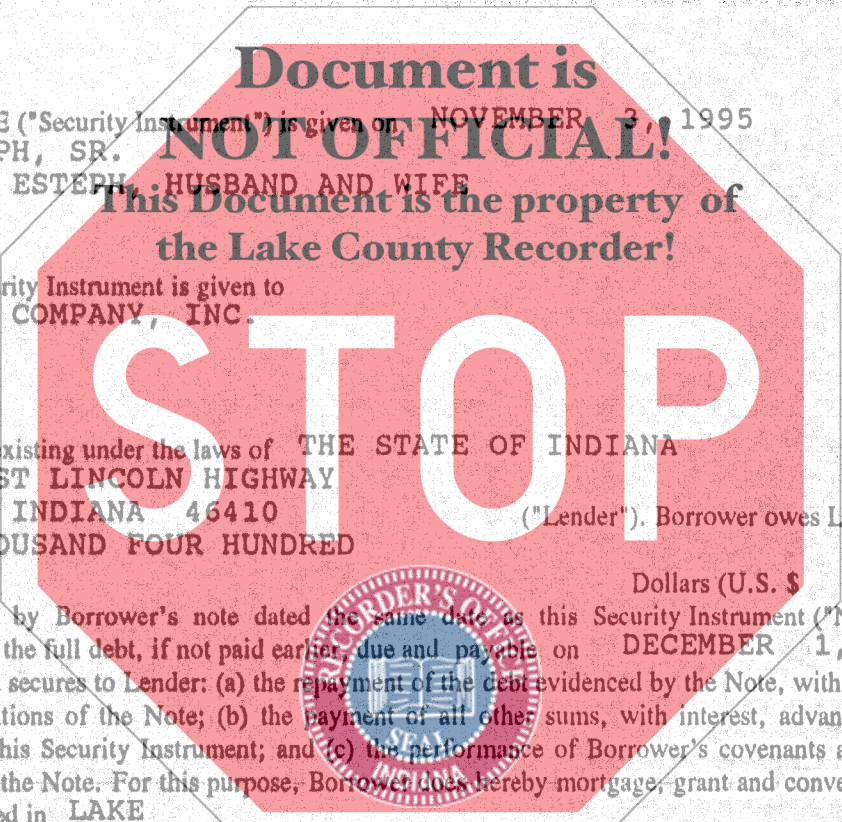 Document is
E ("Security Instrument") is given on NOVEMBER 3, 1995
NOT OFFICIAL!
PH, SR.
ESTEPH, HUSBAND AND WIFE
This Document is the property of
the Lake County Recorder!
rity Instrument is given to
COMPANY, INC.
STOP
existing under the laws of THE STATE OF INDIANA
ST LINCOLN HIGHWAY
INDIANA 46410 ("Lender"). Borrower owes L
OUSAND FOUR HUNDRED
Dollars (U.S. $
by Borrower's note dated the same date as this Security Instrument ("N
the full debt, if not paid earlier, due and payable on DECEMBER 1,
secures to Lender: (a) the repayment of the debt evidenced by the Note, with
tions of the Note; (b) the payment of all other sums, with interest, advan
his Security Instrument; and (c) the performance of Borrower's covenants a
the Note. For this purpose, Borrower does hereby mortgage, grant and conve
ed in LAKE
RECORDER'S OFFICE
SEAL
INDIANA